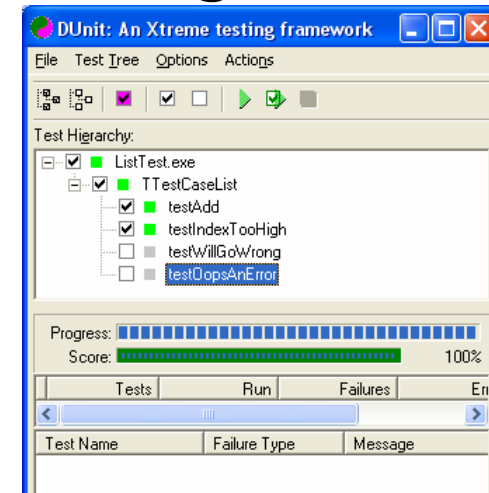 DUnit: An Xtreme testing framework
File Test Tree Options Actions
Test Hierarchy:
ListTest.exe
TTestCaseList
testAdd
testIndexTooHigh
testWillGoWrong
testOopsAnError
Progress:
Score: 100%
Tests Run Failures Err
Test Name Failure Type Message